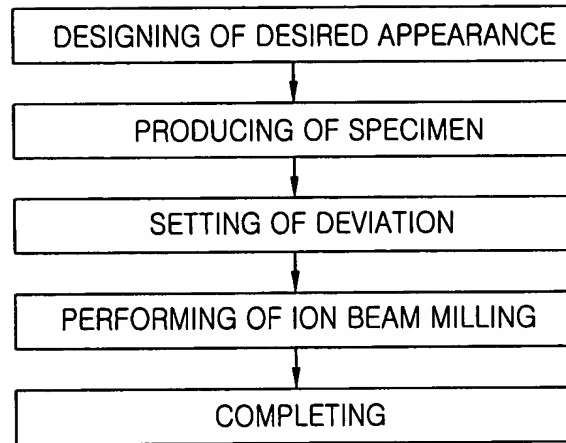 DESIGNING OF DESIRED APPEARANCE
PRODUCING OF SPECIMEN
SETTING OF DEVIATION
PERFORMING OF ION BEAM MILLING
COMPLETING